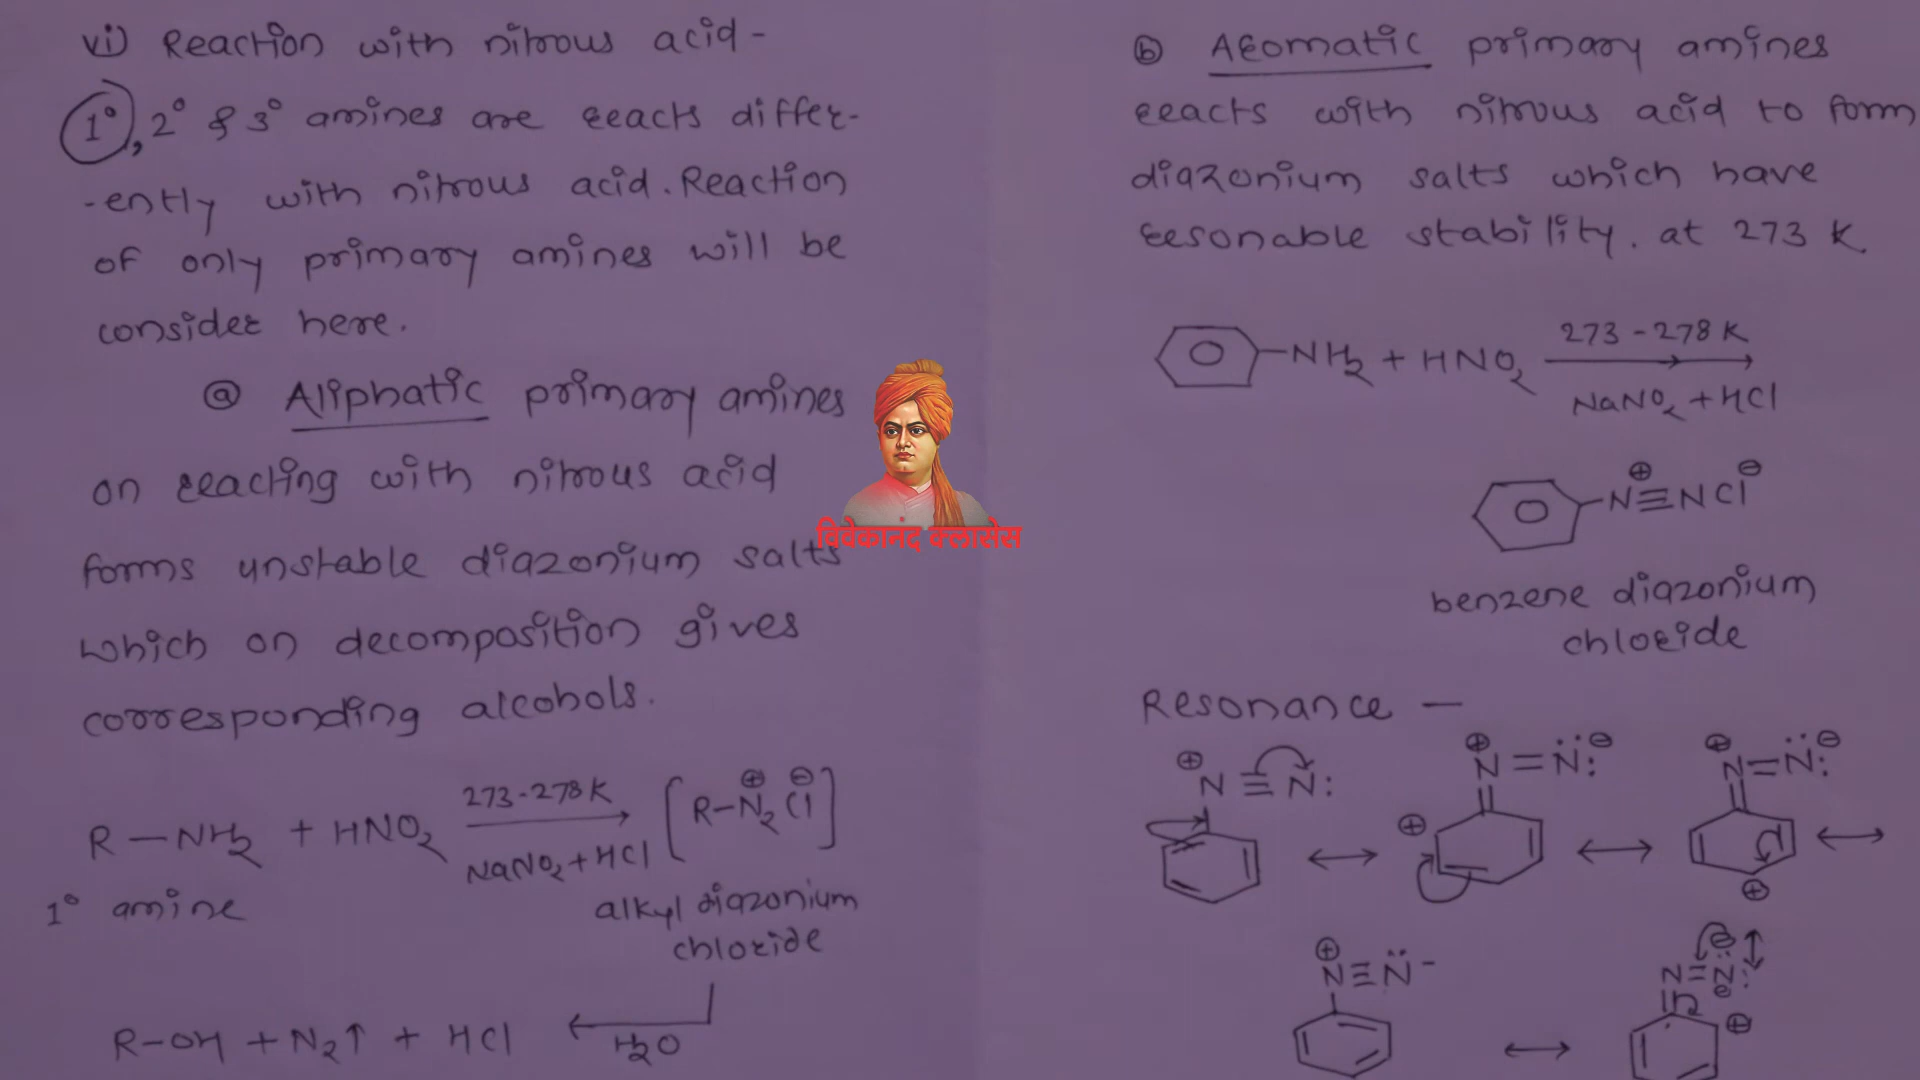 vi) Reaction with nitrous acid -
1°, 2° & 3° amines are reacts differ-
-ently with nitrous acid. Reaction
of only primary amines will be
consider here.
ⓐ Aliphatic primary amines
on reacting with nitrous acid
forms unstable diazonium salts
which on decomposition gives
corresponding alcohols.
273-278 K
R — NH₂ + HNO₂ → [R-N₂⊕ Cl⊖]
NaNO₂ + HCl
1° amine
alkyl diazonium
chloride
R-OH + N₂↑ + HCl ←
H₂O
विवेकानद क्लासेस
ⓑ Aromatic primary amines
reacts with nitrous acid to form
diazonium salts which have
resonable stability. at 273 K
273 - 278 K
-NH₂ + HNO₂ →
NaNO₂ + HCl
-N⊕≡NCl⊖
benzene diazonium
chloride
Resonance —
⊕N ≡ N: ⊕N = N̈:⊖ ⊕N = N̈:⊖
↔ ⊕ ↔ ⊕ ↔
⊕N ≡ N̈ - N = N̈: ↕
↔ ⊕